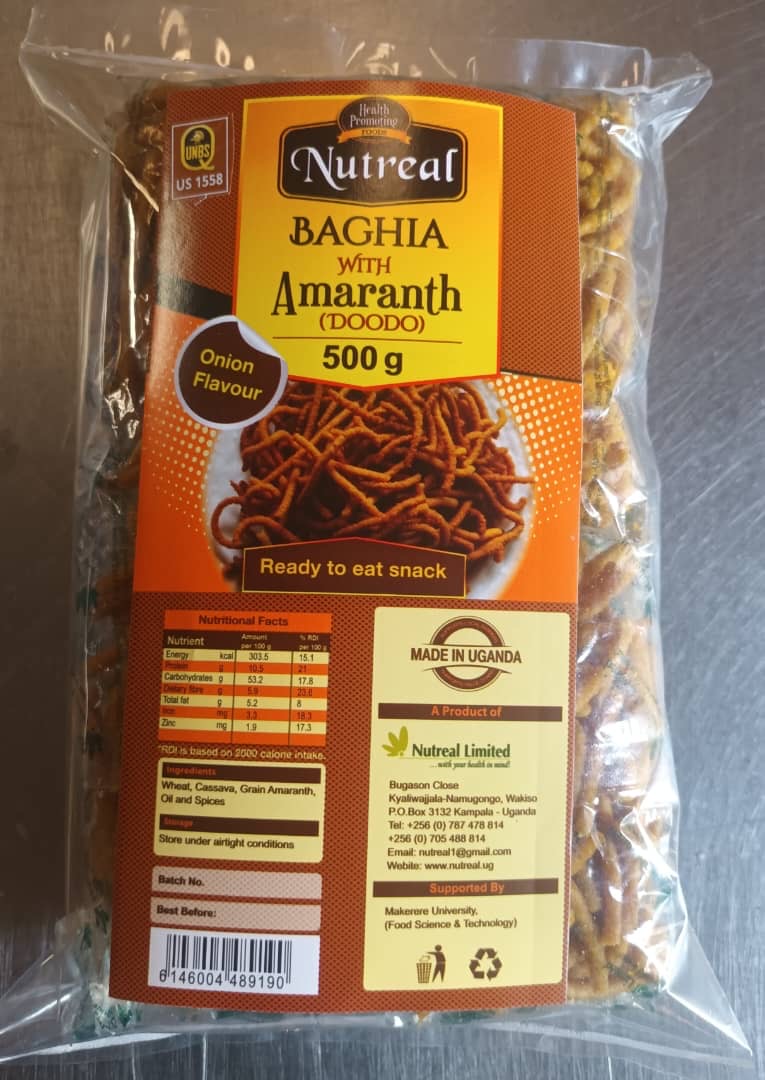 Health
Promoting
FOODS
Nutreal
UNBS
US 1558
BAGHIA
WITH
Amaranth
(DOODO)
500 g
Onion
Flavour
Ready to eat snack
Nutritional Facts
Nutrient Amount per 100 g % RDI per 100 g
Energy kcal 303.5 15.1
Protein g 10.5 21
Carbohydrates g 53.2 17.8
Dietary fibre g 5.9 23.6
Total fat g 5.2 8
Iron mg 3.3 18.3
Zinc mg 1.9 17.3
*RDI is based on 2000 calorie intake.
Ingredients
Wheat, Cassava, Grain Amaranth,
Oil and Spices
Storage
Store under airtight conditions
Batch No.
Best Before:
6 146004 489190
MADE IN UGANDA
A Product of
Nutreal Limited
...with your health in mind!
Bugason Close
Kyaliwajjala-Namugongo, Wakiso
P.O.Box 3132 Kampala - Uganda
Tel: +256 (0) 787 478 814
+256 (0) 705 488 814
Email: nutreal1@gmail.com
Webite: www.nutreal.ug
Supported By
Makerere University,
(Food Science & Technology)